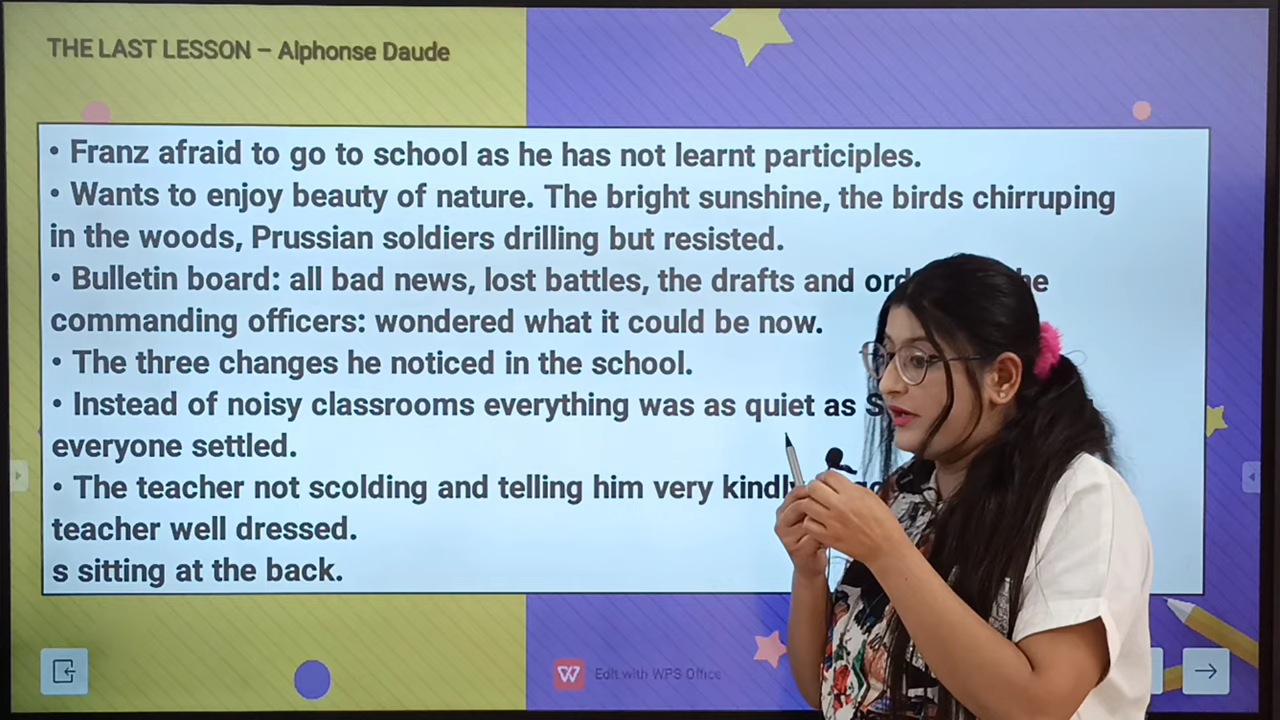 THE LAST LESSON – Alphonse Daude
• Franz afraid to go to school as he has not learnt participles.
• Wants to enjoy beauty of nature. The bright sunshine, the birds chirruping
in the woods, Prussian soldiers drilling but resisted.
• Bulletin board: all bad news, lost battles, the drafts and
commanding officers: wondered what it could be now.
• The three changes he noticed in the school.
• Instead of noisy classrooms everything was as quiet as
everyone settled.
• The teacher not scolding and telling him very
teacher well dressed.
s sitting at the back.
Edit with WPS Office